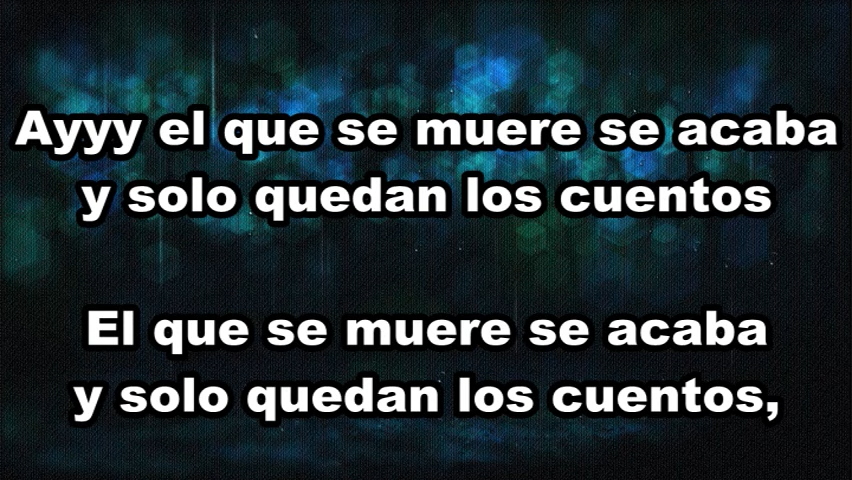 Ayyy el que se muere se acaba
y solo quedan los cuentos
El que se muere se acaba
y solo quedan los cuentos,